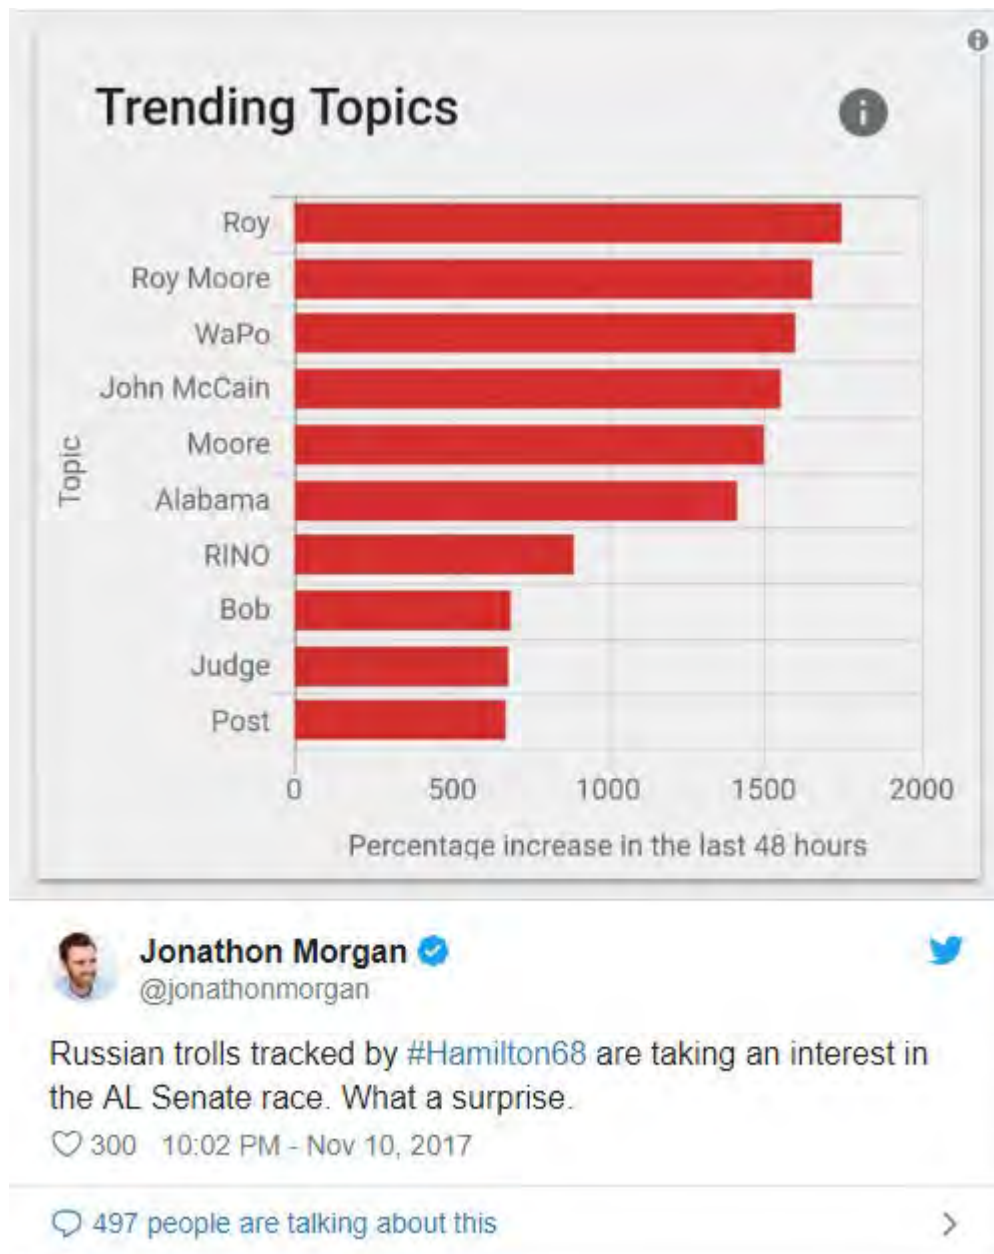 Trending Topics
Roy
Roy Moore
WaPo
John McCain
Moore
Alabama
RINO
Bob
Judge
Post
Topic
0 500 1000 1500 2000
Percentage increase in the last 48 hours
Jonathon Morgan
@jonathonmorgan
Russian trolls tracked by #Hamilton68 are taking an interest in
the AL Senate race. What a surprise.
300 10:02 PM - Nov 10, 2017
497 people are talking about this